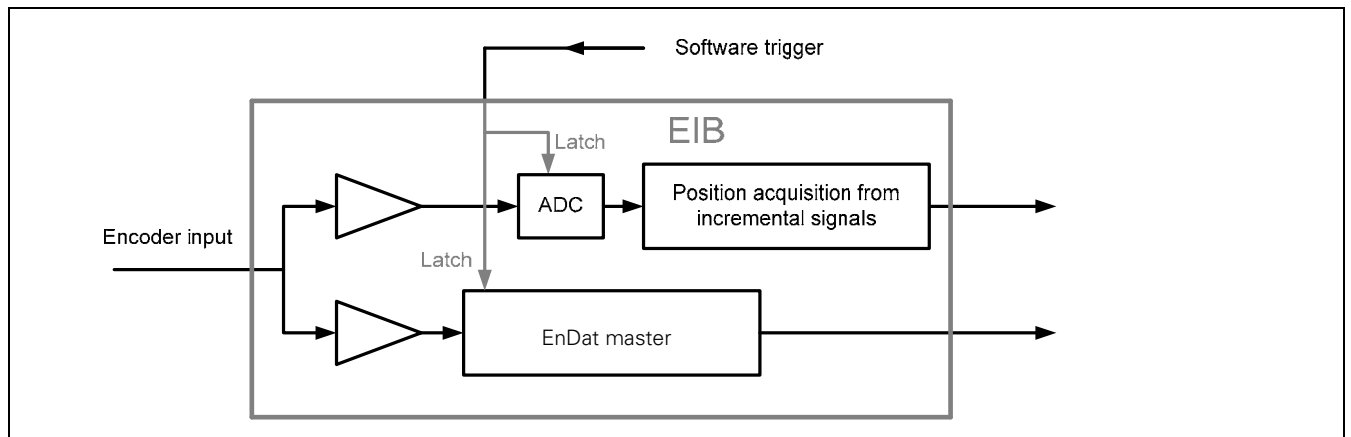 Software trigger
EIB
Latch
ADC
Position acquisition from
incremental signals
Encoder input
Latch
EnDat master